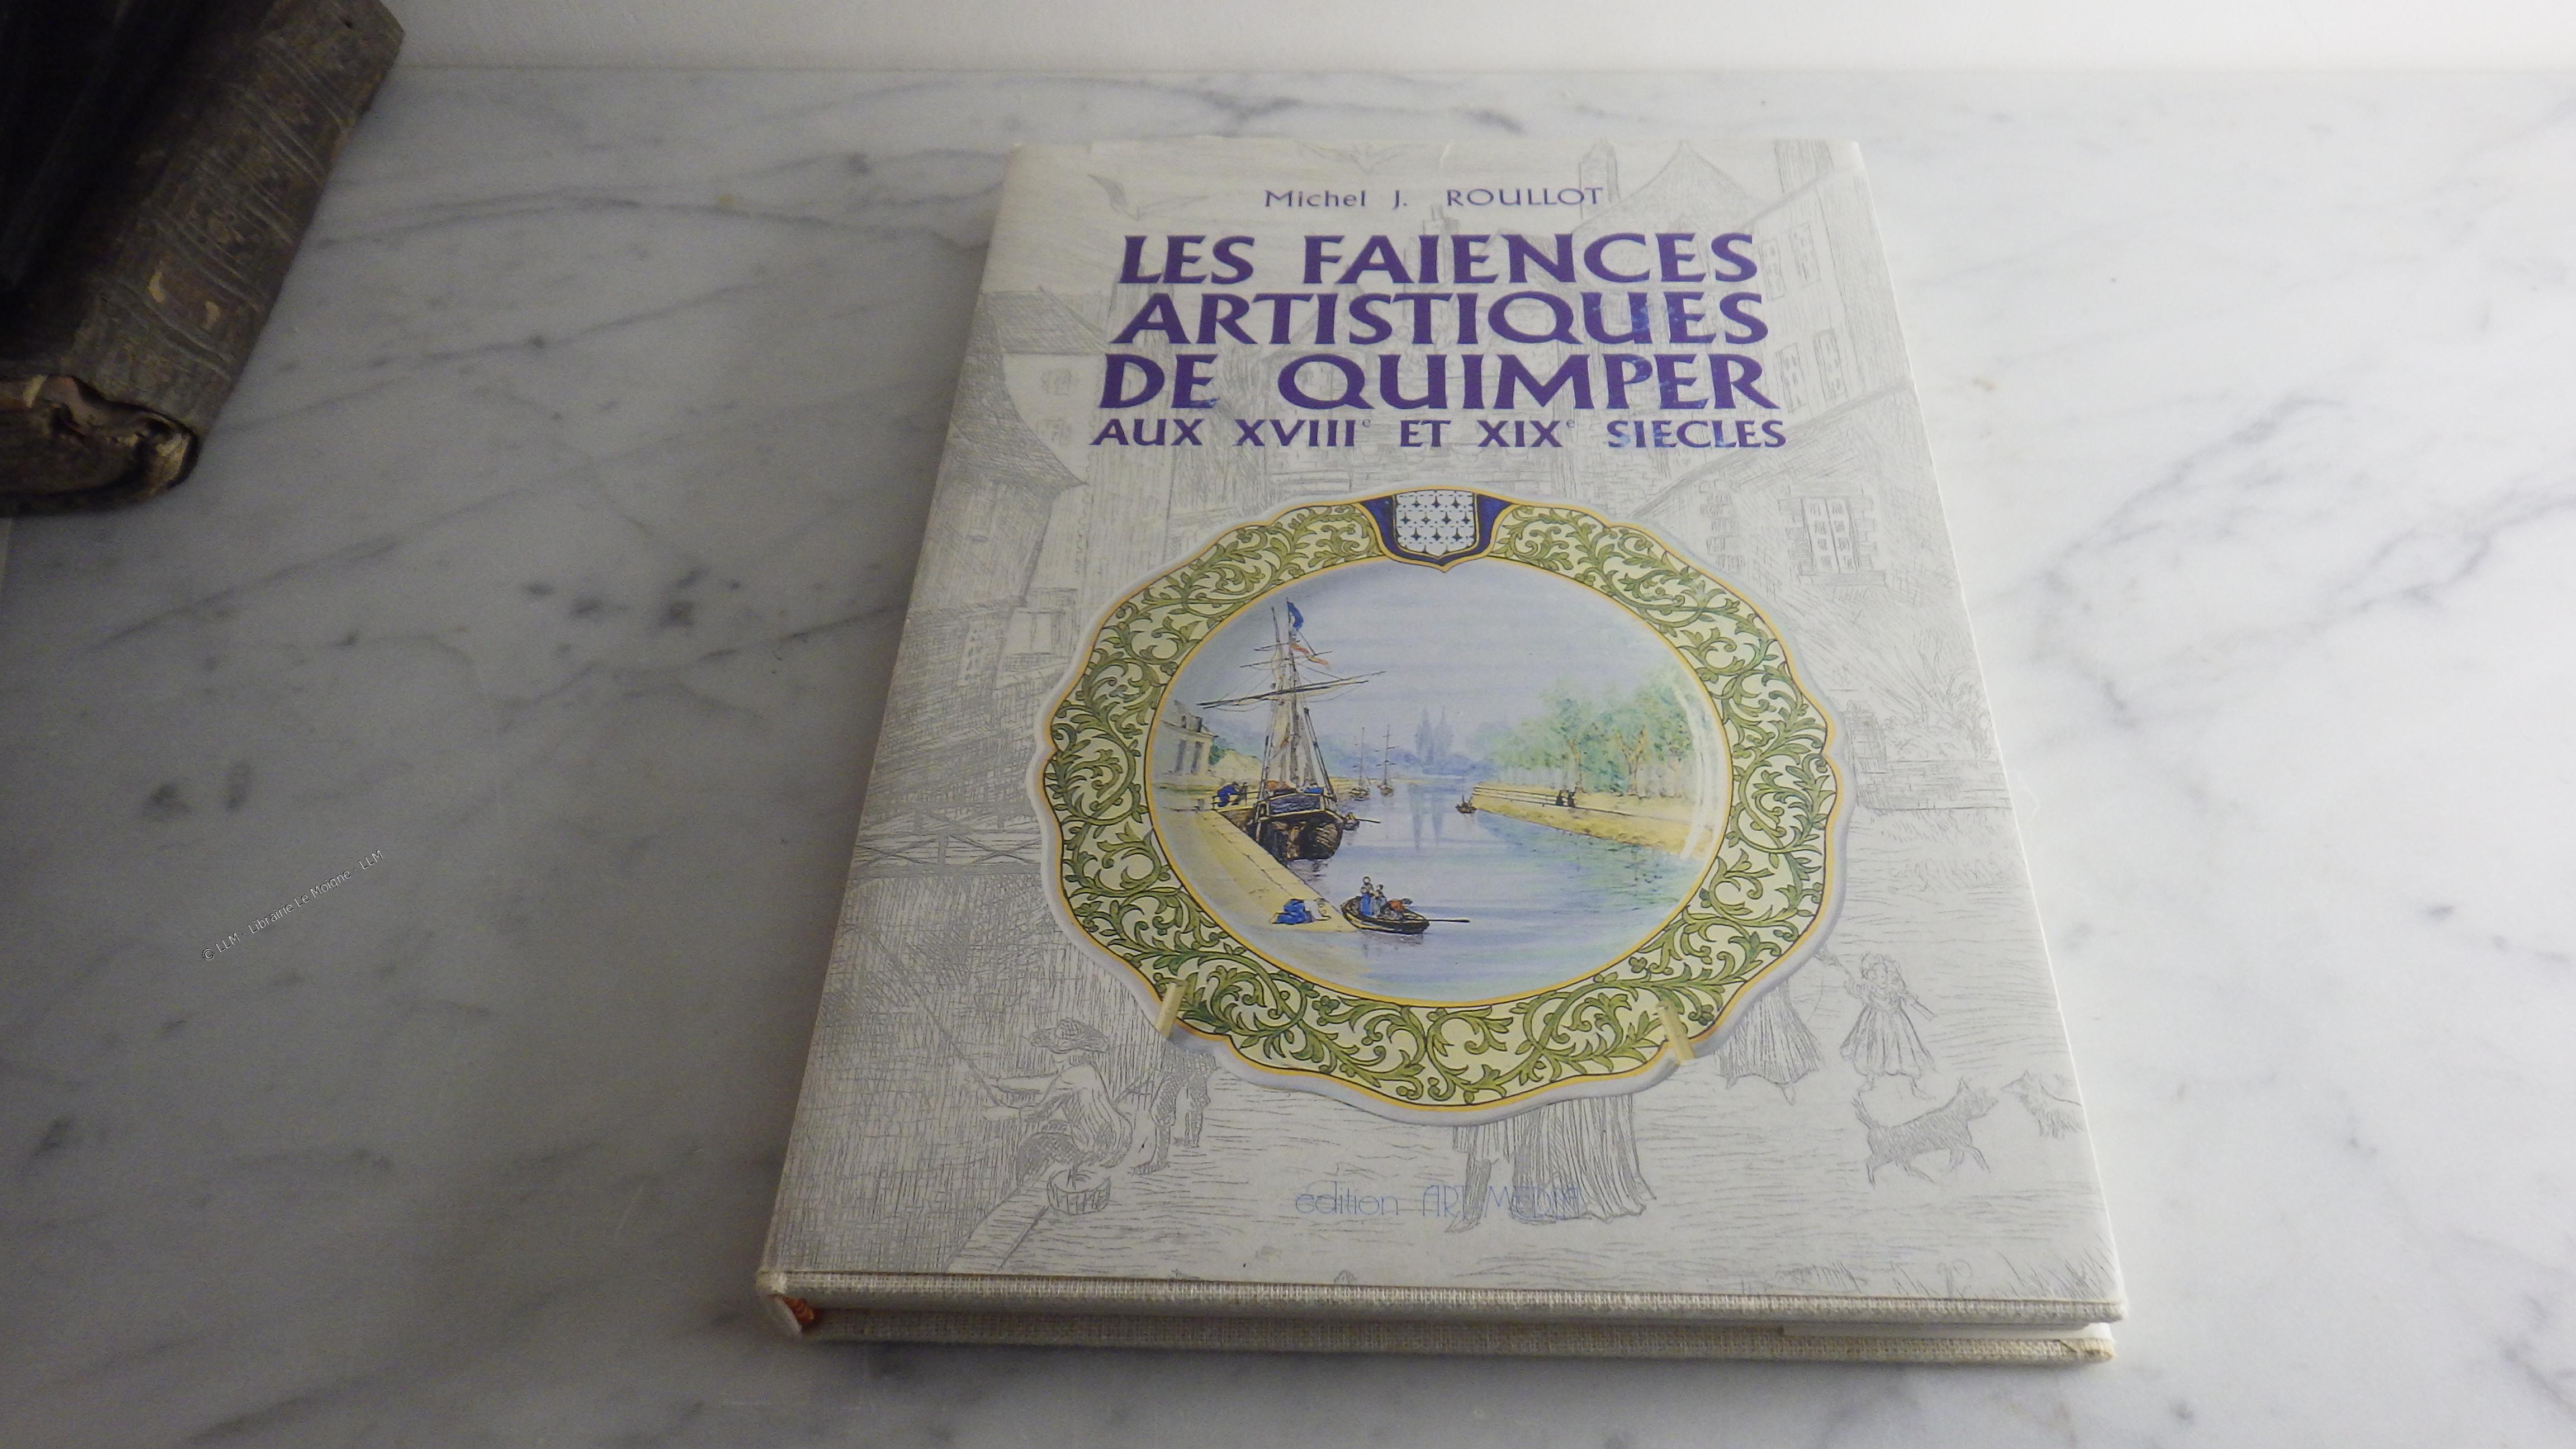 Michel J. ROULLOT
LES FAIENCES
ARTISTIQUES
DE QUIMPER
AUX XVIIIe ET XIXe SIECLES
edition ART MEDIA
© LLM - Librairie Le Moigne - LLM